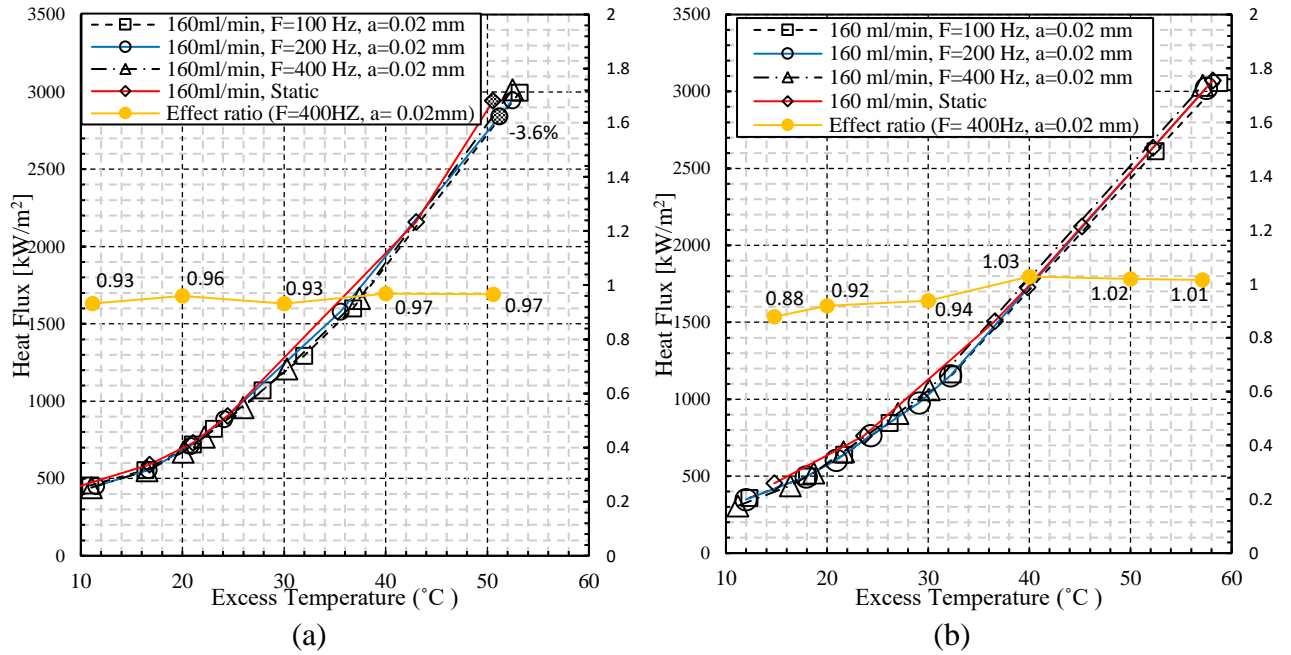 160ml/min, F=100 Hz, a=0.02 mm
160ml/min, F=200 Hz, a=0.02 mm
160ml/min, F=400 Hz, a=0.02 mm
160ml/min, Static
Effect ratio (F=400HZ, a= 0.02mm)
3500
3000
2500
2000
1500
1000
500
0
Heat Flux [kW/m²]
2
1.8
1.6
1.4
1.2
1
0.8
0.6
0.4
0.2
0
-3.6%
0.93
0.96
0.93
0.97
0.97
10 20 30 40 50 60
Excess Temperature (˚C )
(a)
160 ml/min, F=100 Hz, a=0.02 mm
160 ml/min, F=200 Hz, a=0.02 mm
160 ml/min, F=400 Hz, a=0.02 mm
160 ml/min, Static
Effect ratio (F= 400Hz, a=0.02 mm)
3500
3000
2500
2000
1500
1000
500
0
Heat Flux [kW/m²]
2
1.8
1.6
1.4
1.2
1
0.8
0.6
0.4
0.2
0
0.88
0.92
0.94
1.03
1.02
1.01
10 20 30 40 50 60
Excess Temperature (˚C )
(b)